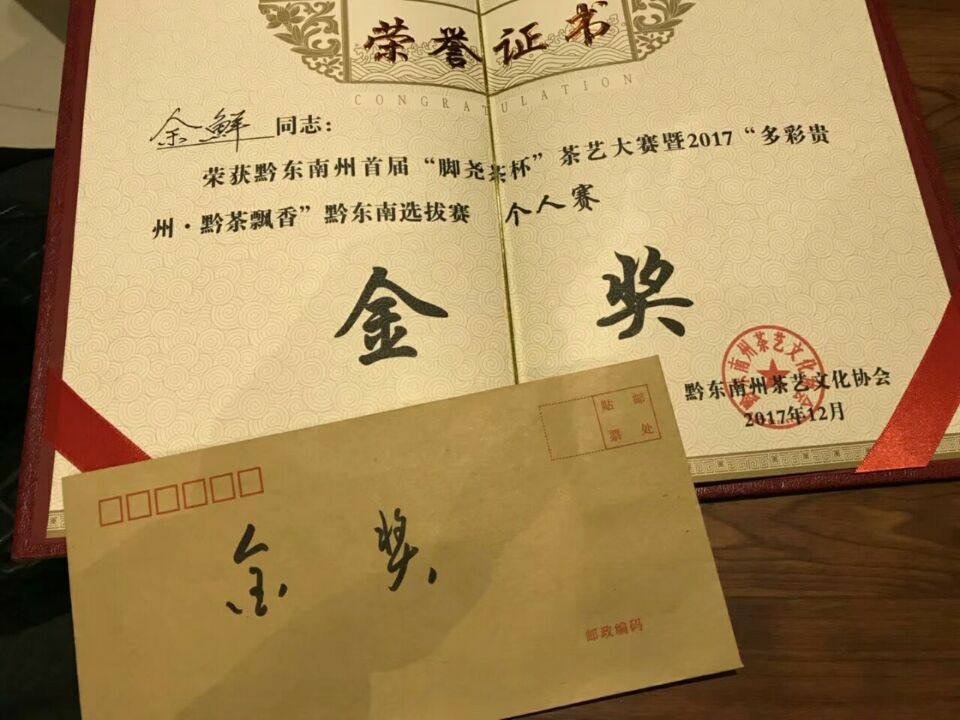 荣誉证书
CONGRATULATION
余鲜 同志：
荣获黔东南州首届“脚尧茶杯”茶艺大赛暨2017“多彩贵
州·黔茶飘香”黔东南选拔赛 个人赛
金奖
黔东南州茶艺文化协会
2017年12月
贴邮
票处
金奖
邮政编码